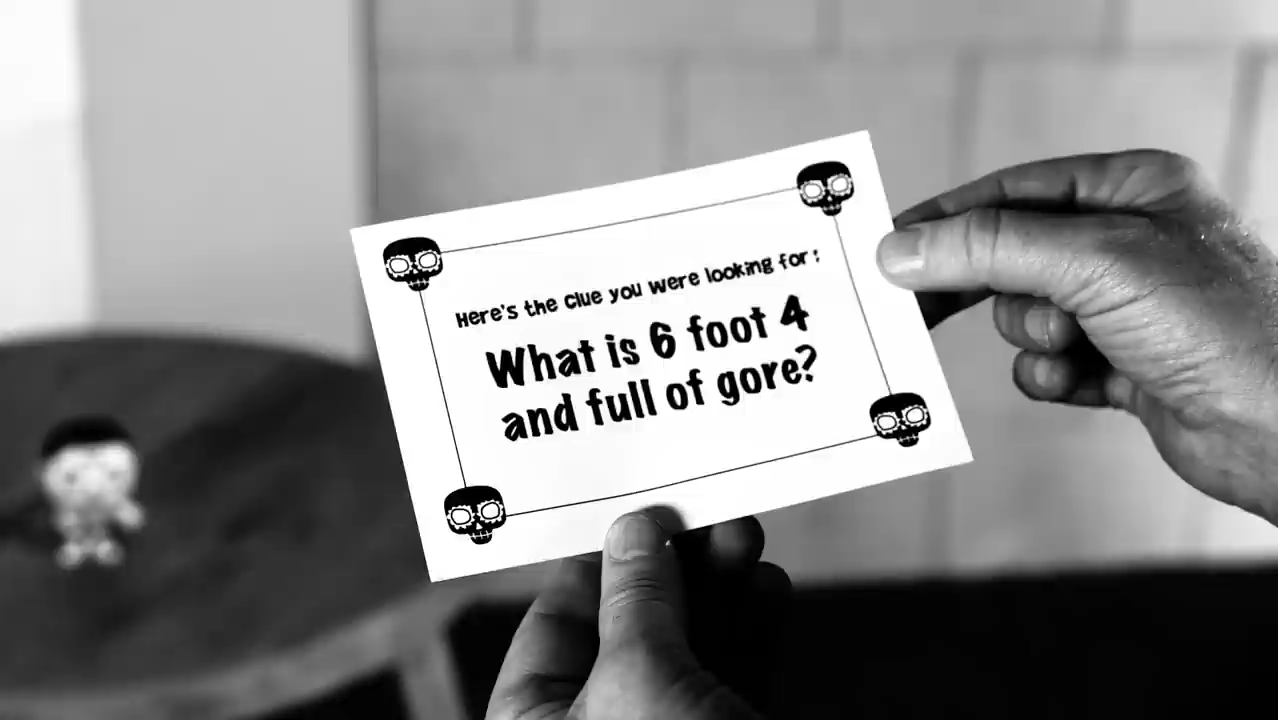 Here's the clue you were looking for:
What is 6 foot 4
and full of gore?